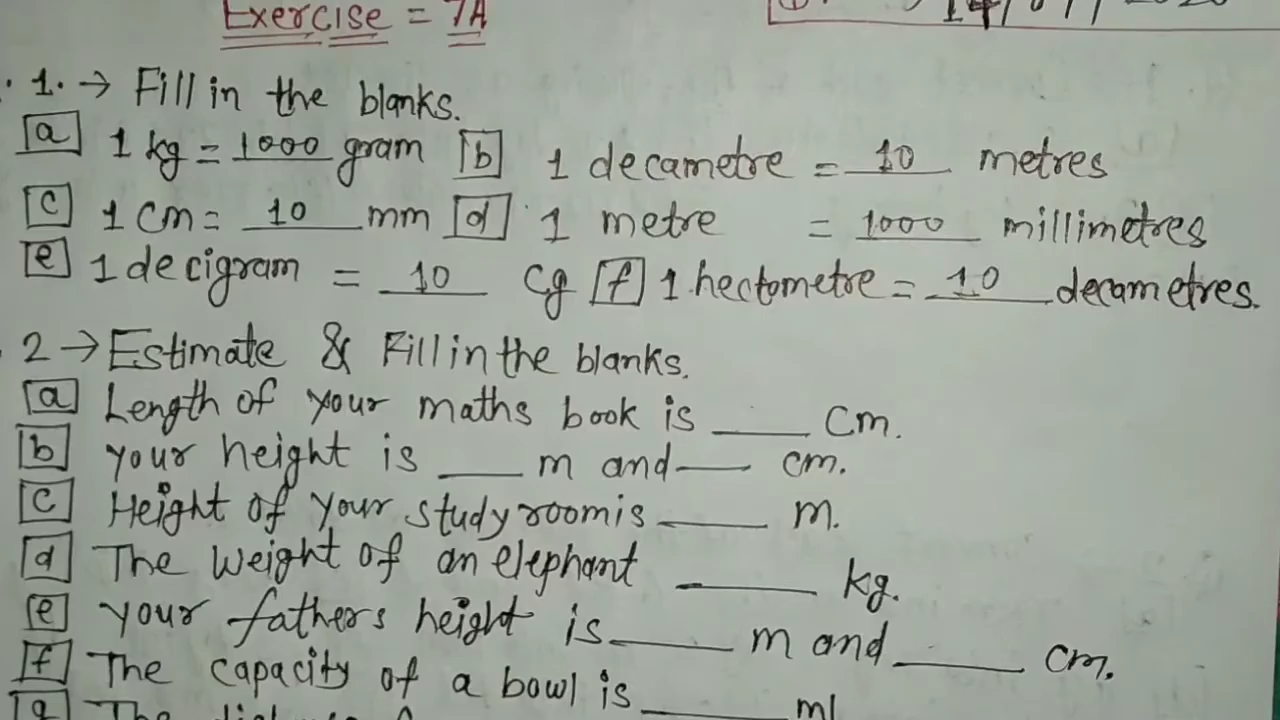 Exercise = 7A
1. → Fill in the blanks.
a 1 kg = 1000 gram b 1 decametre = 10 metres
c 1 Cm = 10 mm d 1 metre = 1000 millimetres
e 1 decigram = 10 Cg f 1 hectometre = 10 decametres.
2 → Estimate & Fill in the blanks.
a Length of your maths book is ____ Cm.
b your height is ____ m and ____ cm.
c Height of your study room is ____ m.
d The weight of an elephant ____ kg.
e your fathers height is ____ m and ____ cm.
f The capacity of a bowl is ____ ml
g The